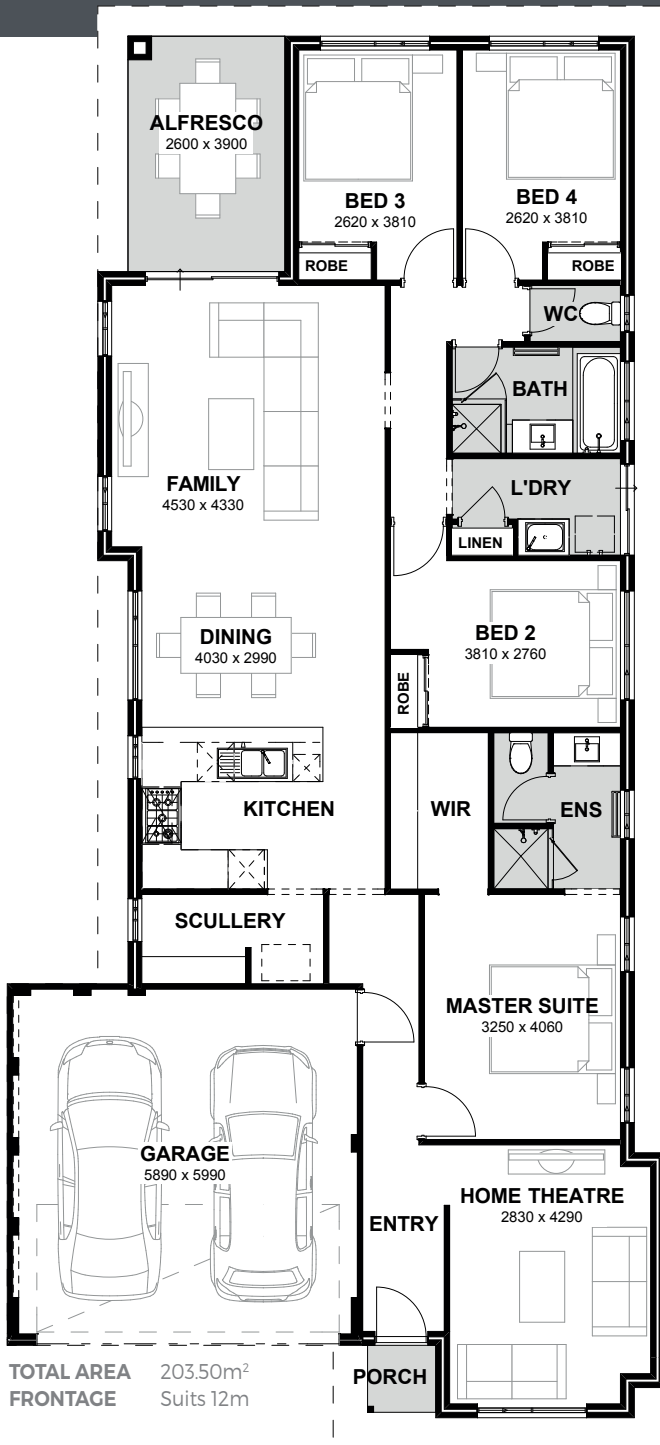 ALFRESCO
2600 x 3900
BED 3
2620 x 3810
BED 4
2620 x 3810
ROBE
ROBE
WC
BATH
FAMILY
4530 x 4330
L'DRY
LINEN
DINING
4030 x 2990
BED 2
3810 x 2760
ROBE
KITCHEN
WIR
ENS
SCULLERY
MASTER SUITE
3250 x 4060
GARAGE
5890 x 5990
HOME THEATRE
2830 x 4290
ENTRY
PORCH
TOTAL AREA 203.50m²
FRONTAGE Suits 12m